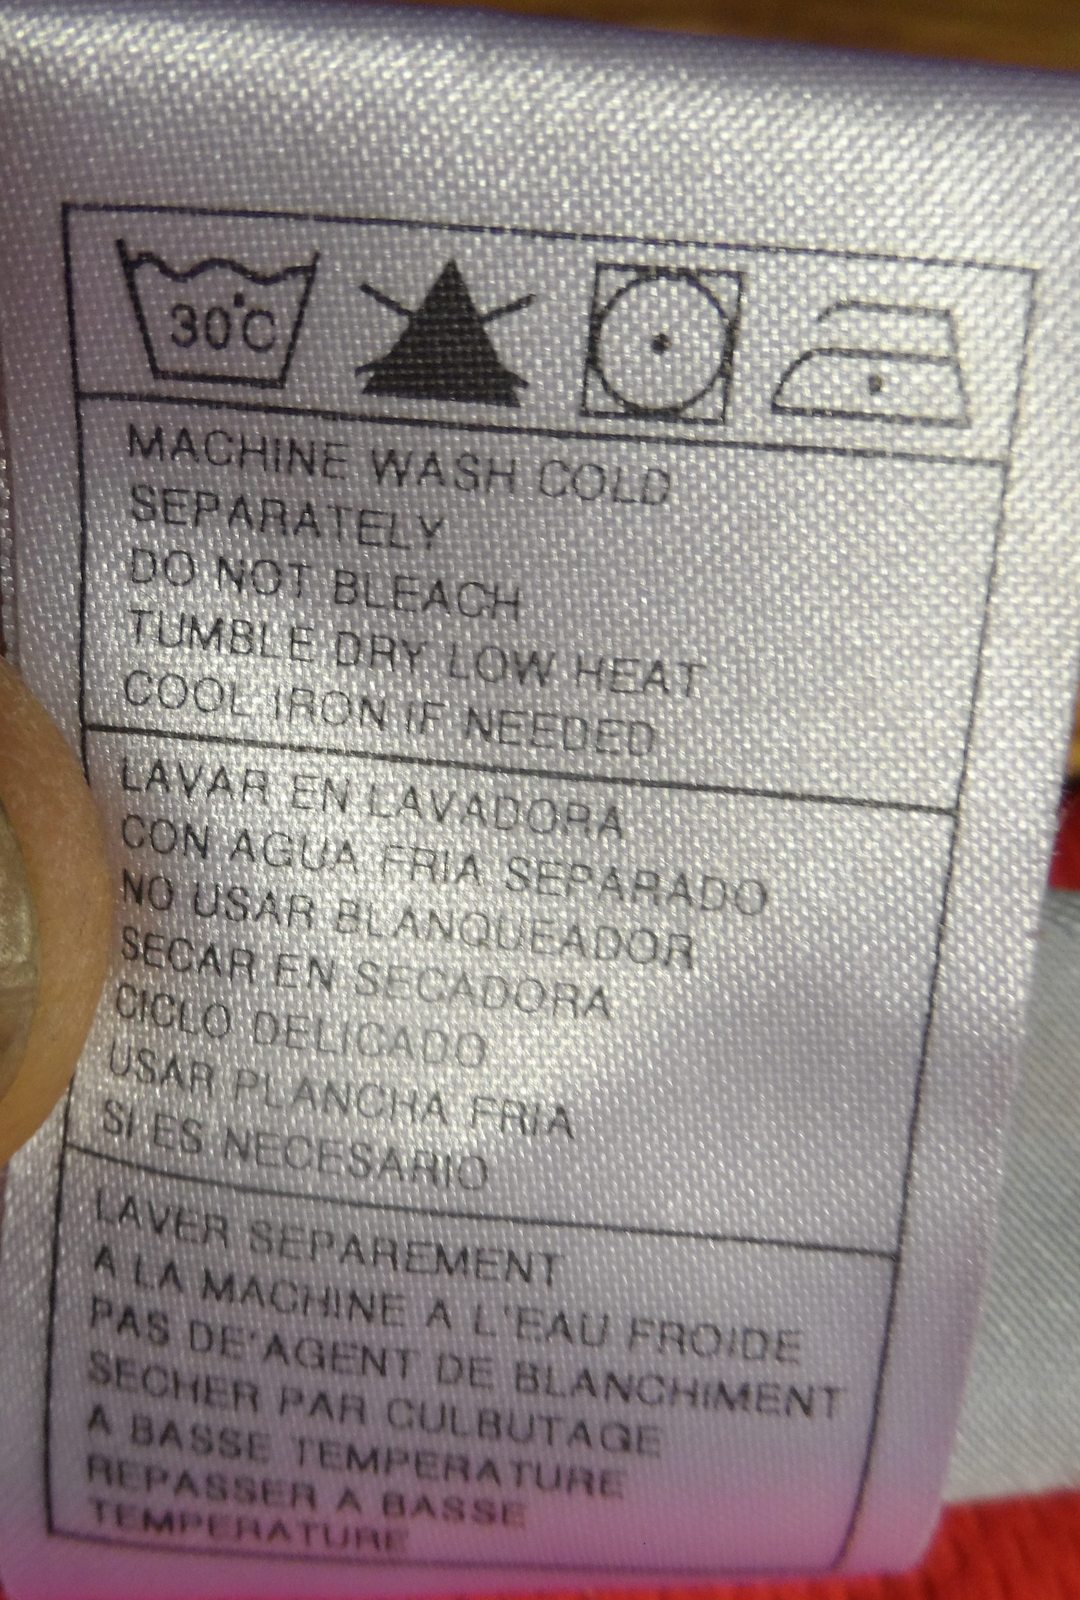 30°C
MACHINE WASH COLD
SEPARATELY
DO NOT BLEACH
TUMBLE DRY LOW HEAT
COOL IRON IF NEEDED
LAVAR EN LAVADORA
CON AGUA FRIA SEPARADO
NO USAR BLANQUEADOR
SECAR EN SECADORA
CICLO DELICADO
USAR PLANCHA FRIA
SI ES NECESARIO
LAVER SEPAREMENT
A LA MACHINE A L'EAU FROIDE
PAS DE'AGENT DE BLANCHIMENT
SECHER PAR CULBUTAGE
A BASSE TEMPERATURE
REPASSER A BASSE
TEMPERATURE